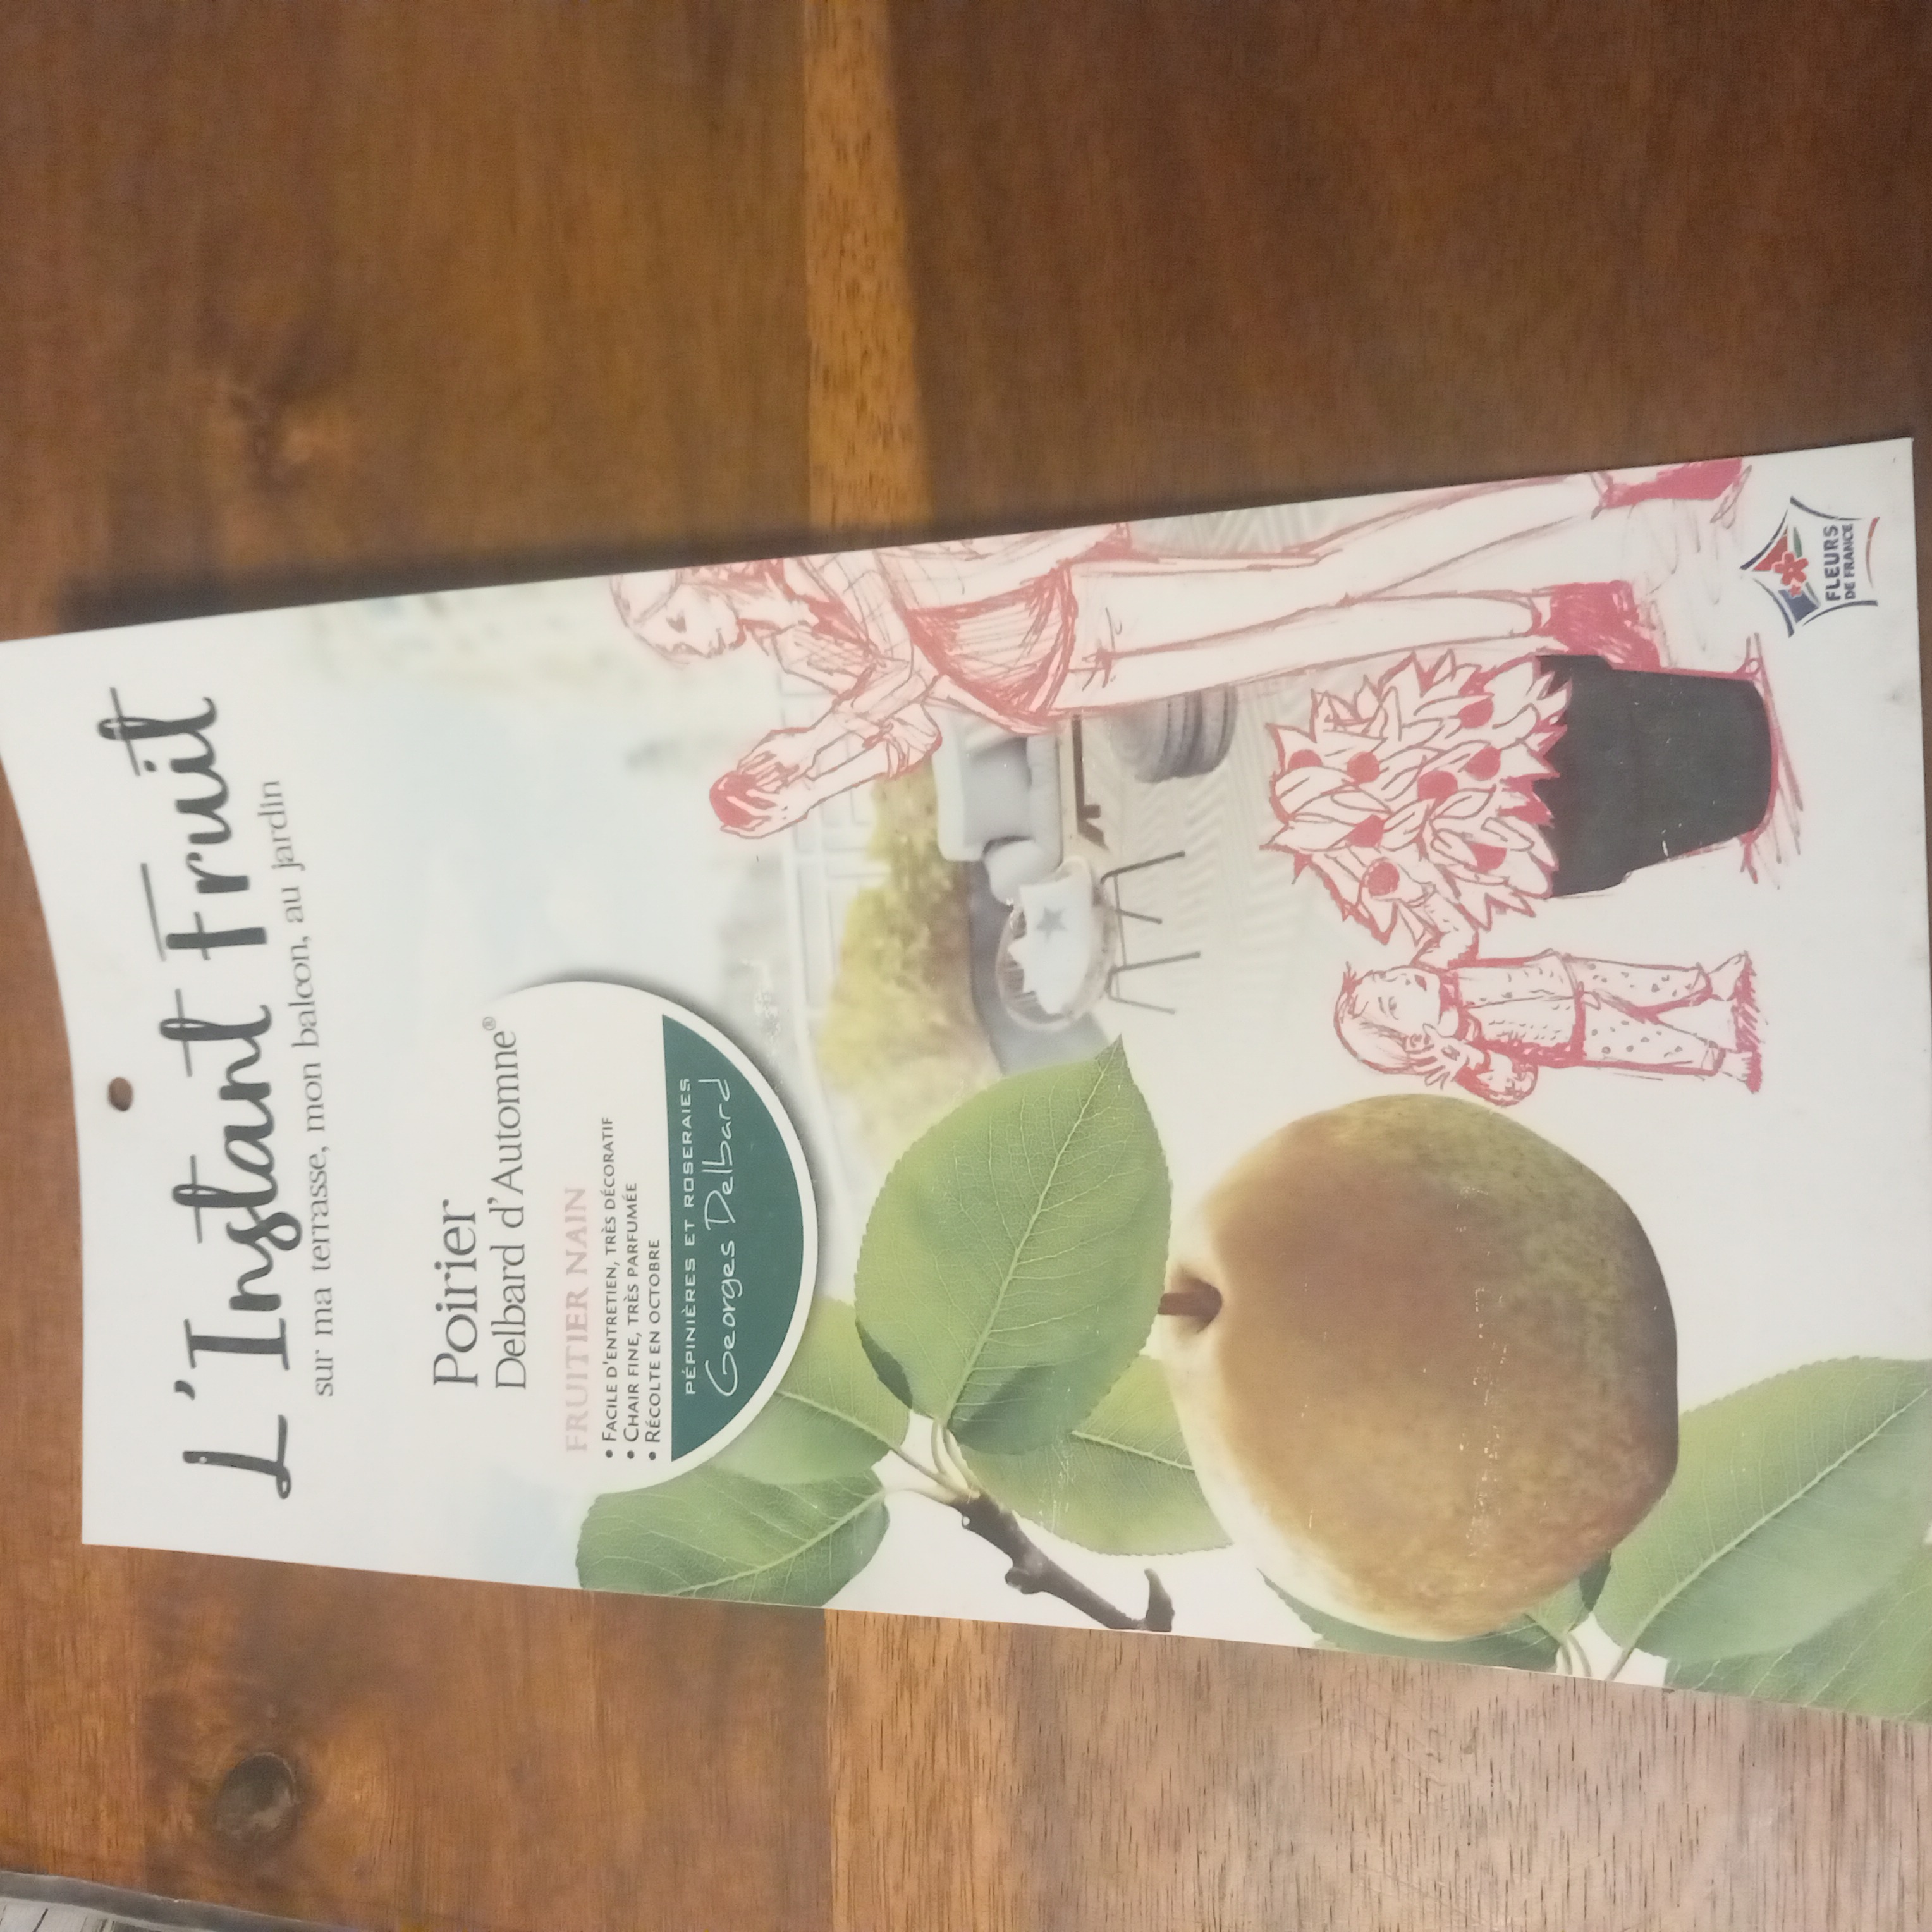 L'Instant Fruit
sur ma terrasse, mon balcon, au jardin
Poirier
Delbard d'Automne®
FRUITIER NAIN
• FACILE D'ENTRETIEN, TRÈS DÉCORATIF
• CHAIR FINE, TRÈS PARFUMÉE
• RÉCOLTE EN OCTOBRE
PÉPINIÈRES ET ROSERAIES
Georges Delbard
FLEURS
DE FRANCE